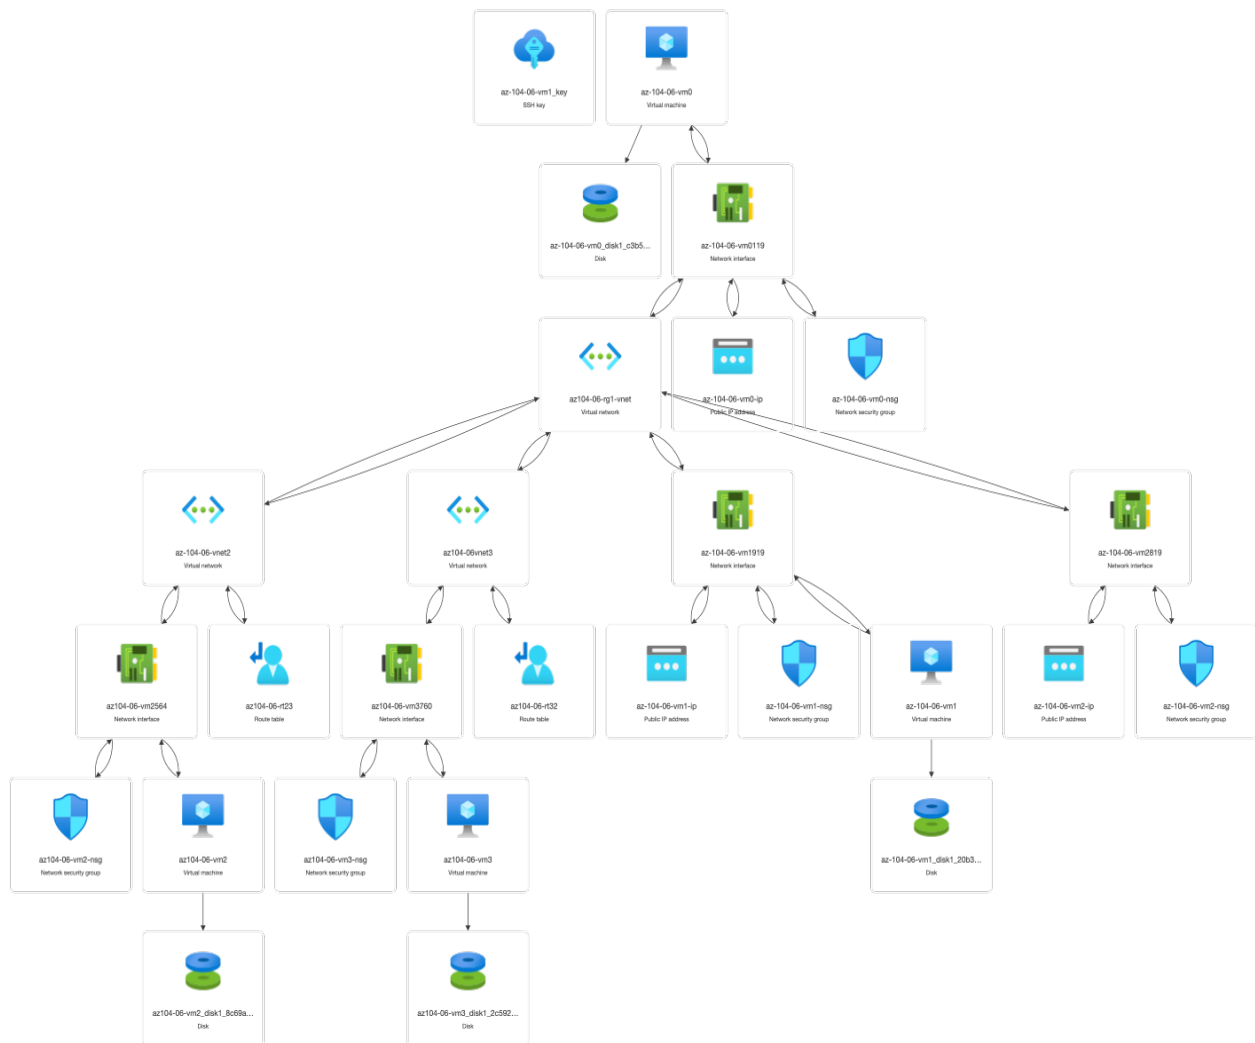 az-104-06-vm1_key
SSH key
az-104-06-vm0
Virtual machine
az-104-06-vm0_disk1_c3b5...
Disk
az-104-06-vm0119
Network interface
az104-06-rg1-vnet
Virtual network
az-104-06-vm0-ip
Public IP address
az-104-06-vm0-nsg
Network security group
az-104-06-vnet2
Virtual network
az104-06vnet3
Virtual network
az-104-06-vm1919
Network interface
az-104-06-vm2819
Network interface
az104-06-vm2564
Network interface
az104-06-rt23
Route table
az104-06-vm3760
Network interface
az104-06-rt32
Route table
az-104-06-vm1-ip
Public IP address
az-104-06-vm1-nsg
Network security group
az-104-06-vm1
Virtual machine
az-104-06-vm2-ip
Public IP address
az-104-06-vm2-nsg
Network security group
az104-06-vm2-nsg
Network security group
az104-06-vm2
Virtual machine
az104-06-vm3-nsg
Network security group
az104-06-vm3
Virtual machine
az-104-06-vm1_disk1_20b3...
Disk
az104-06-vm2_disk1_8c69a...
Disk
az104-06-vm3_disk1_2c592...
Disk